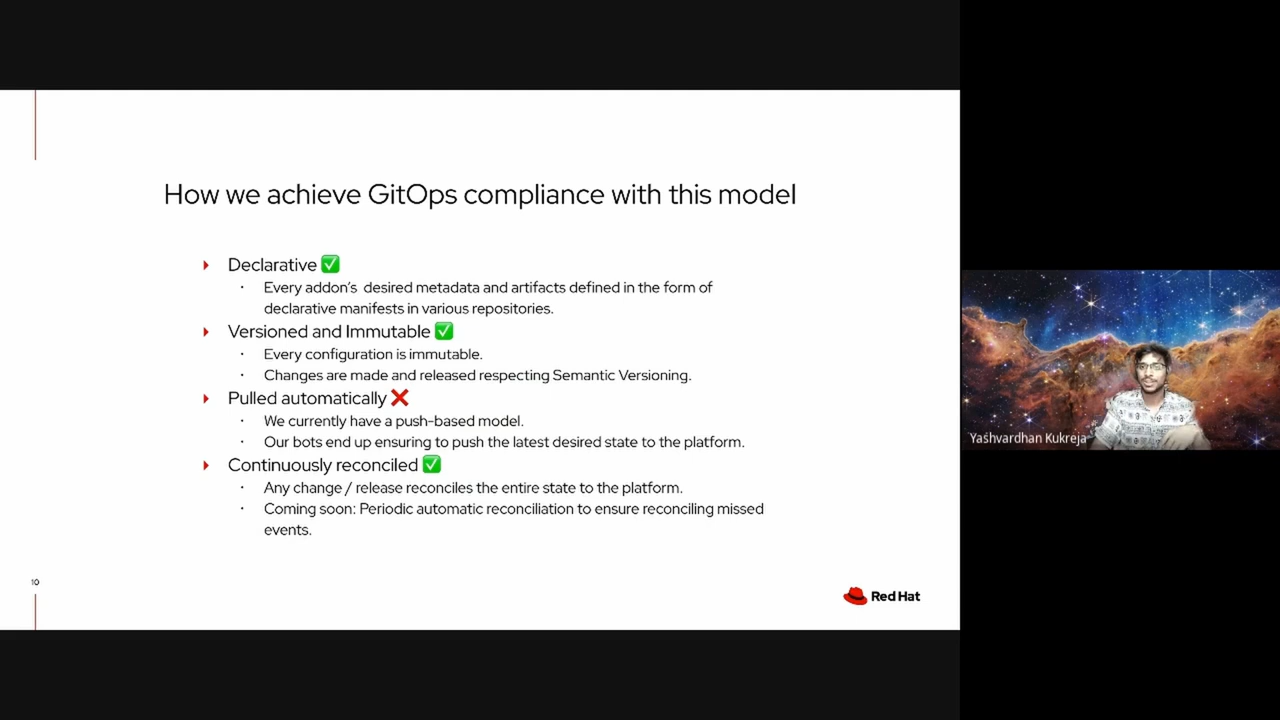 How we achieve GitOps compliance with this model
Declarative ✅
Every addon's desired metadata and artifacts defined in the form of
declarative manifests in various repositories.
Versioned and Immutable ✅
Every configuration is immutable.
Changes are made and released respecting Semantic Versioning.
Pulled automatically ❌
We currently have a push-based model.
Our bots end up ensuring to push the latest desired state to the platform.
Continuously reconciled ✅
Any change / release reconciles the entire state to the platform.
Coming soon: Periodic automatic reconciliation to ensure reconciling missed
events.
10
Red Hat
Yashvardhan Kukreja